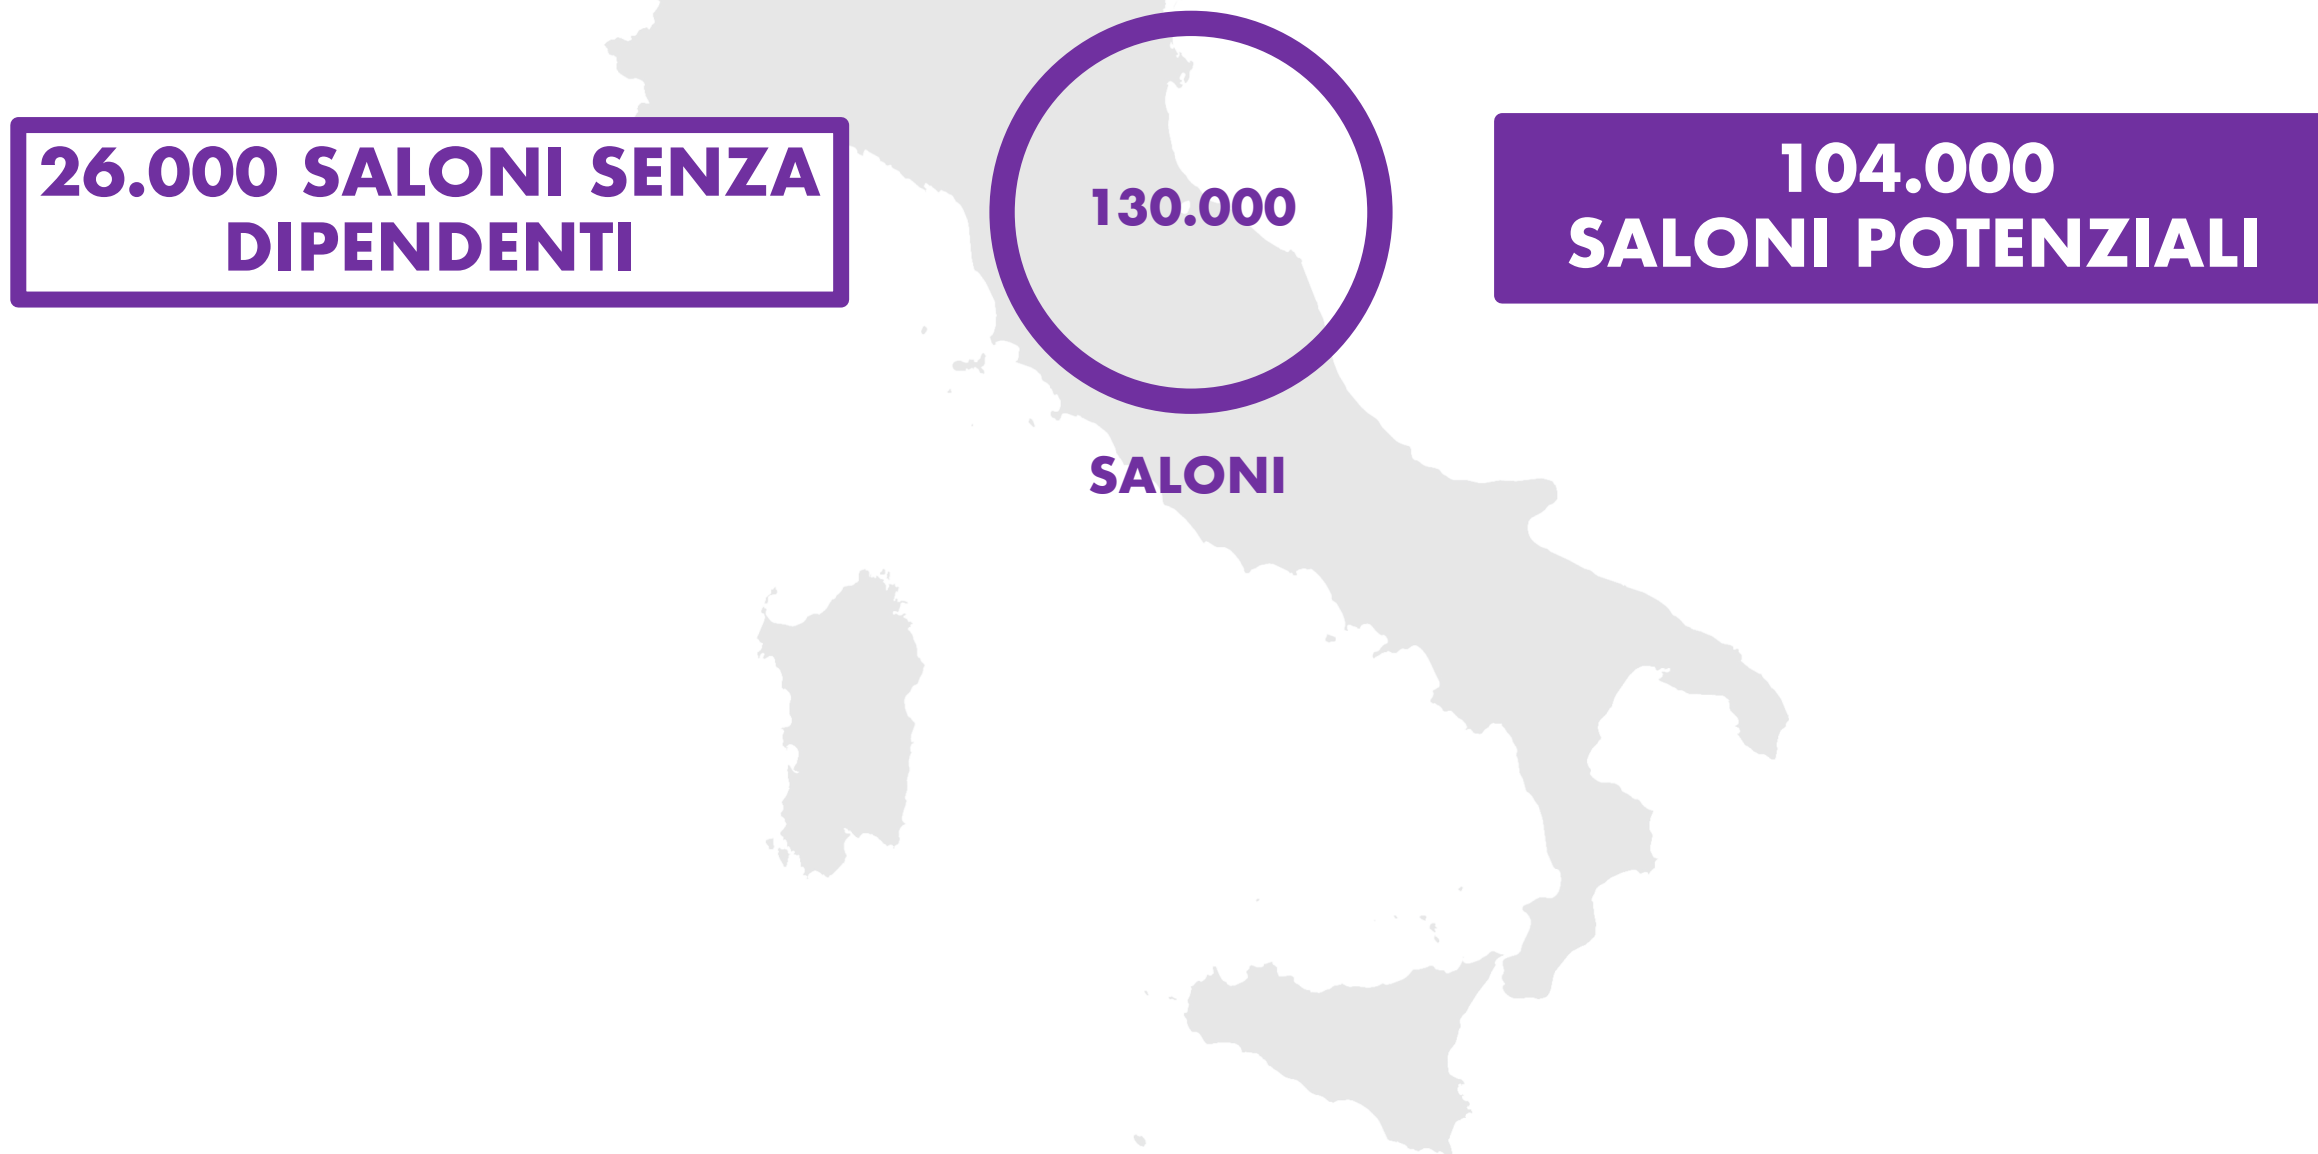 26.000 SALONI SENZA
DIPENDENTI
130.000
SALONI
104.000
SALONI POTENZIALI